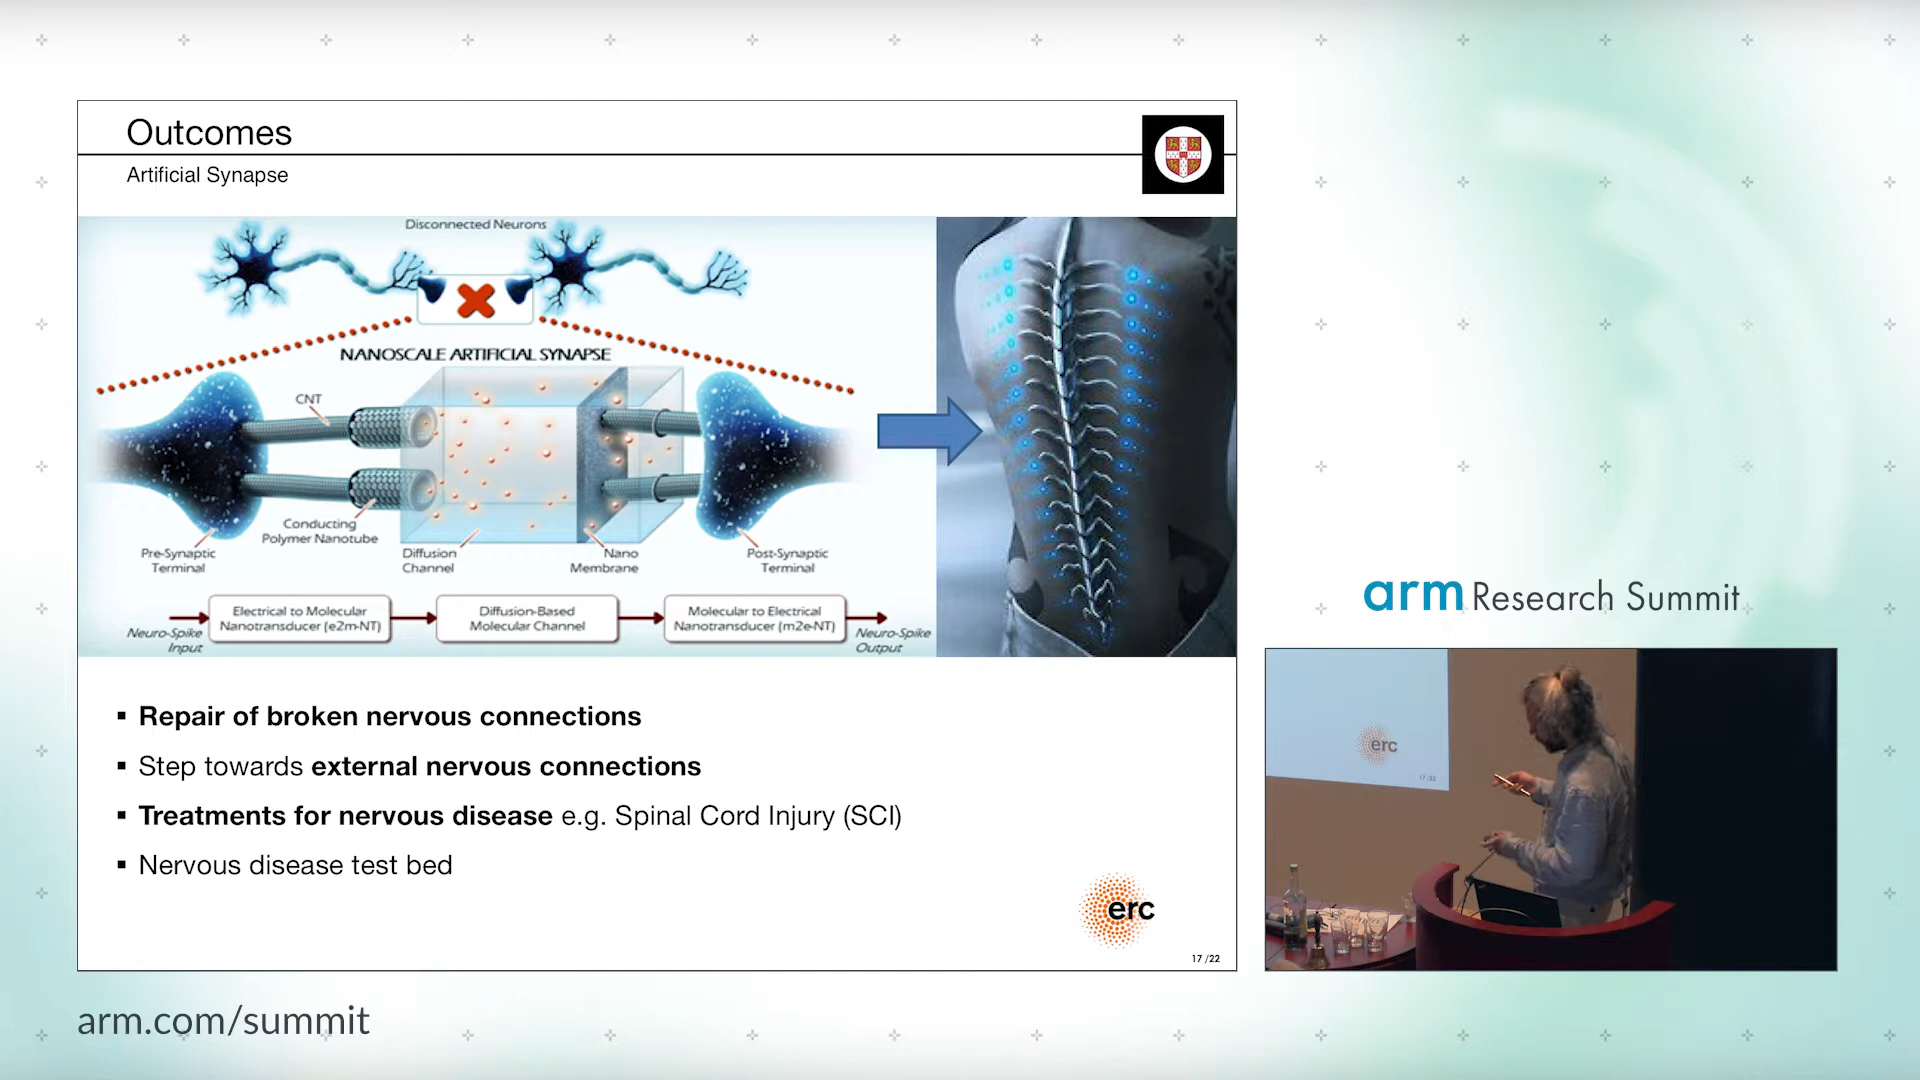 Outcomes
Artificial Synapse
Disconnected Neurons
NANOSCALE ARTIFICIAL SYNAPSE
CNT
Conducting
Polymer Nanotube
Pre-Synaptic
Terminal
Diffusion
Channel
Nano
Membrane
Post-Synaptic
Terminal
Neuro-Spike
Input
Electrical to Molecular
Nanotransducer (e2m-NT)
Diffusion-Based
Molecular Channel
Molecular to Electrical
Nanotransducer (m2e-NT)
Neuro-Spike
Output
▪ Repair of broken nervous connections
▪ Step towards external nervous connections
▪ Treatments for nervous disease e.g. Spinal Cord Injury (SCI)
▪ Nervous disease test bed
erc
17 /22
arm Research Summit
erc
17 /22
arm.com/summit